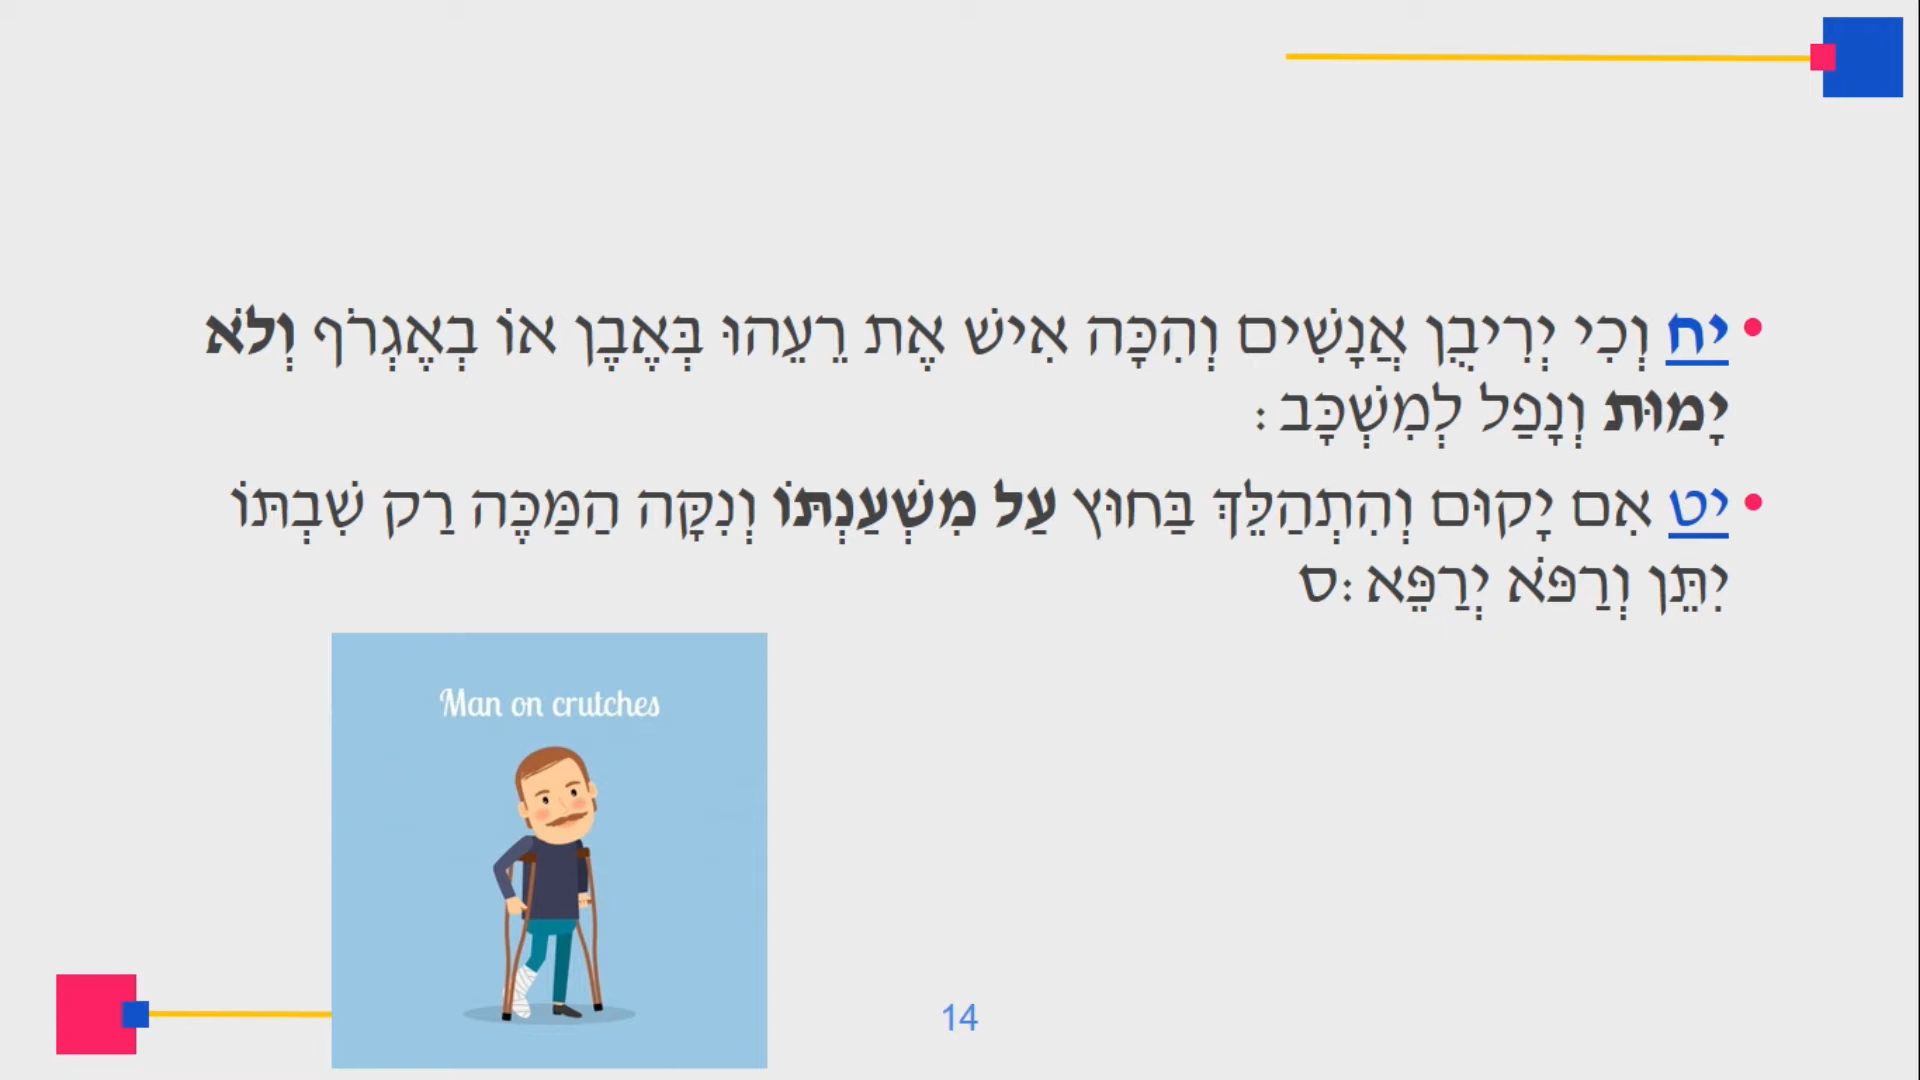 • יח וְכִי יְרִיבֻן אֲנָשִׁים וְהִכָּה אִישׁ אֶת רֵעֵהוּ בְּאֶבֶן אוֹ בְאֶגְרֹף וְלֹא
יָמוּת וְנָפַל לְמִשְׁכָּב :
• יט אִם יָקוּם וְהִתְהַלֵּךְ בַּחוּץ עַל מִשְׁעַנְתּוֹ וְנִקָּה הַמַּכֶּה רַק שִׁבְתּוֹ
יִתֵּן וְרַפֹּא יְרַפֵּא :ס
Man on crutches
14